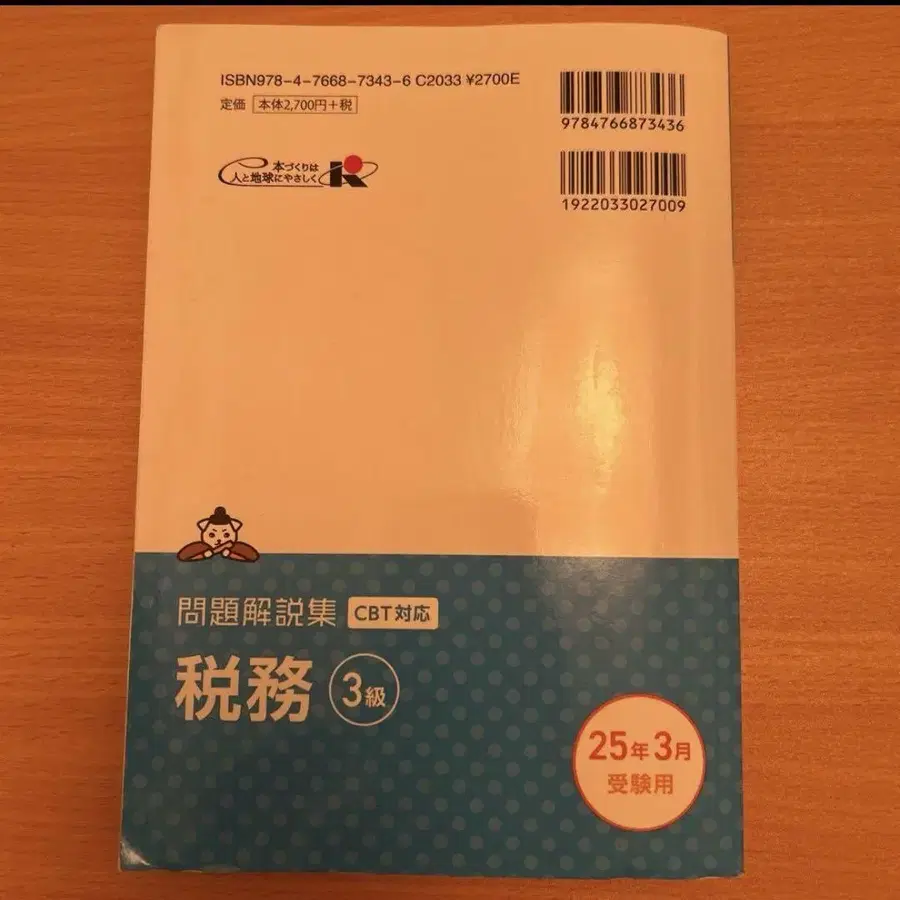 ISBN978-4-7668-7343-6 C2033 ¥2700E
定価 本体2,700円+税
9784766873436
本づくりは
人と地球にやさしく
1922033027009
問題解説集 CBT対応
税務 3級
25年3月
受験用